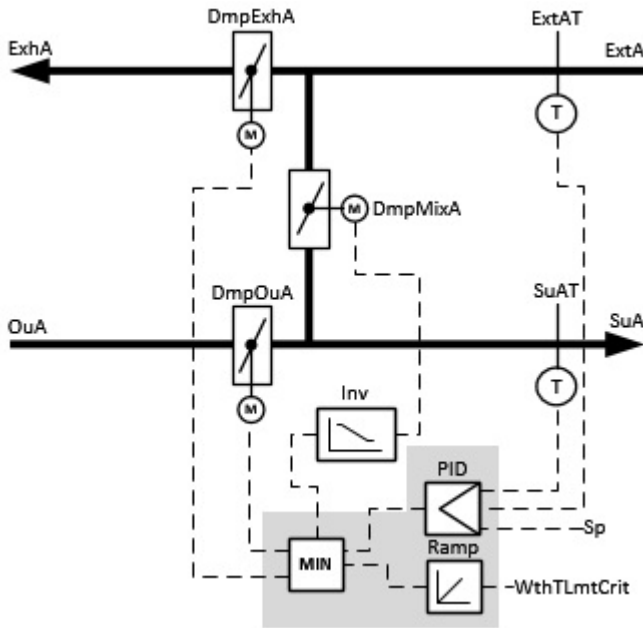 DmpExhA
ExtAT
ExhA
ExtA
M
T
M
DmpMixA
DmpOuA
SuAT
OuA
SuA
M
T
Inv
PID
Sp
Ramp
MIN
WthTLmtCrit